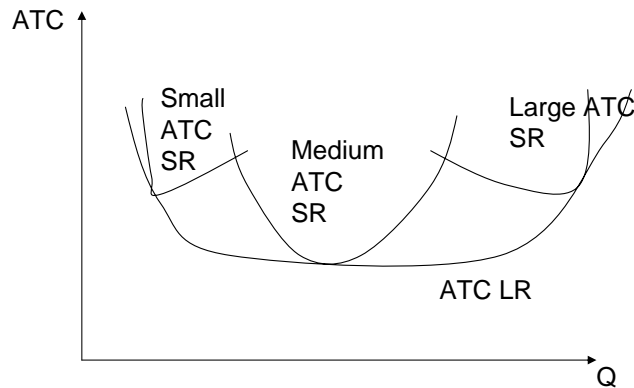 ATC
Small
ATC
SR
Medium
ATC
SR
Large ATC
SR
ATC LR
Q